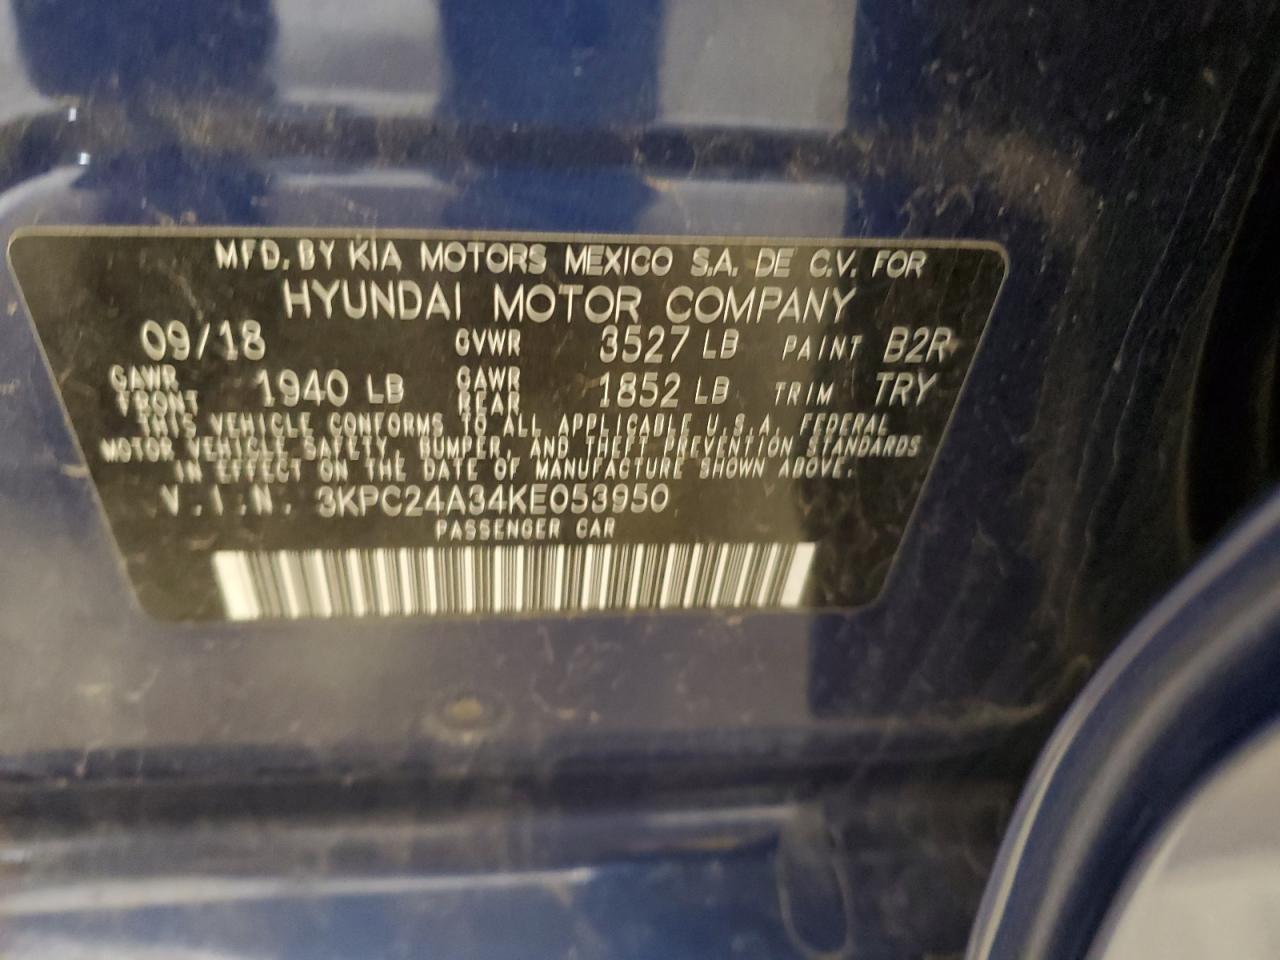 MFD. BY KIA MOTORS MEXICO S.A. DE C.V. FOR
HYUNDAI MOTOR COMPANY
09/18 GVWR 3527 LB PAINT B2R
GAWR FRONT 1940 LB GAWR REAR 1852 LB TRIM TRY
THIS VEHICLE CONFORMS TO ALL APPLICABLE U.S.A. FEDERAL
MOTOR VEHICLE SAFETY, BUMPER, AND THEFT PREVENTION STANDARDS
IN EFFECT ON THE DATE OF MANUFACTURE SHOWN ABOVE.
V.I.N. 3KPC24A34KE053950
PASSENGER CAR